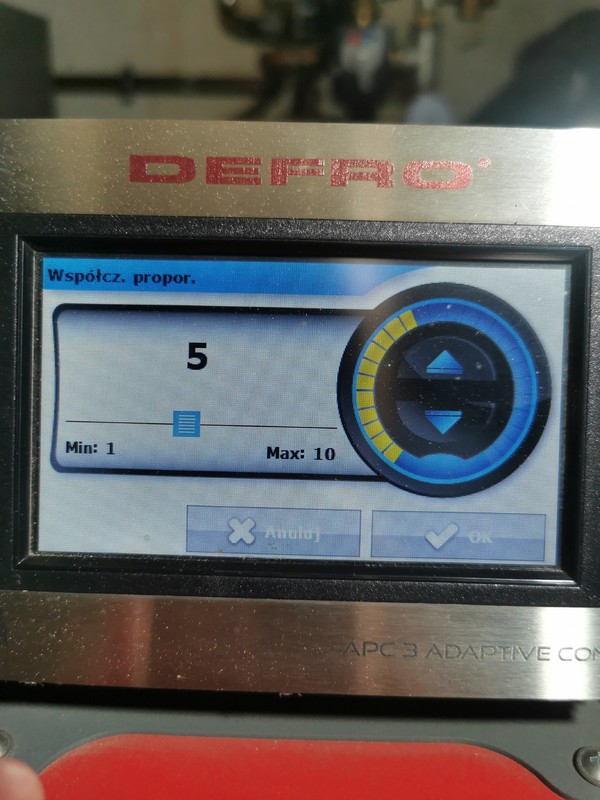 DEFRO
Współcz. propor.
5
Min: 1
Max: 10
Anuluj
OK
APC 3 ADAPTIVE CON